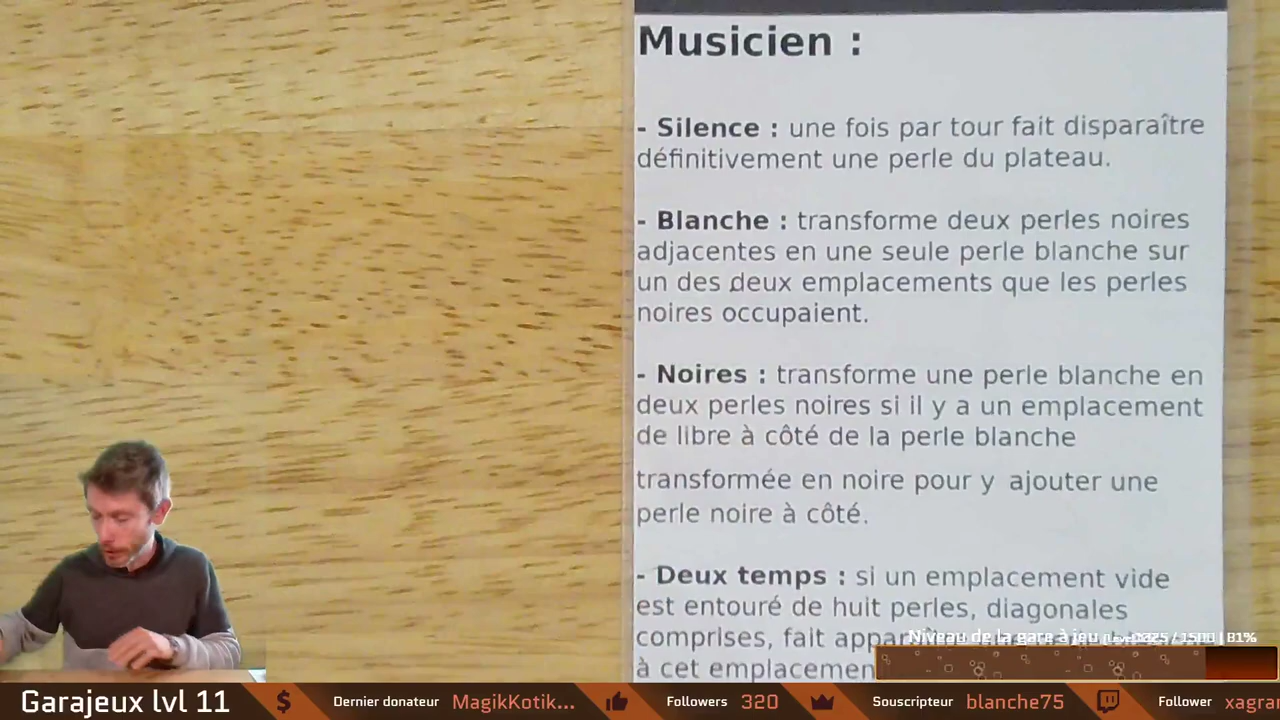 Musicien :
- Silence : une fois par tour fait disparaître
définitivement une perle du plateau.
- Blanche : transforme deux perles noires
adjacentes en une seule perle blanche sur
un des deux emplacements que les perles
noires occupaient.
- Noires : transforme une perle blanche en
deux perles noires si il y a un emplacement
de libre à côté de la perle blanche
transformée en noire pour y ajouter une
perle noire à côté.
- Deux temps : si un emplacement vide
est entouré de huit perles, diagonales
comprises, fait
à cet
Niveau de la gare à jeu
81%
Garajeux lvl 11
Dernier donateur MagikKotik...
Followers 320
Souscripteur blanche75
Follower xagra